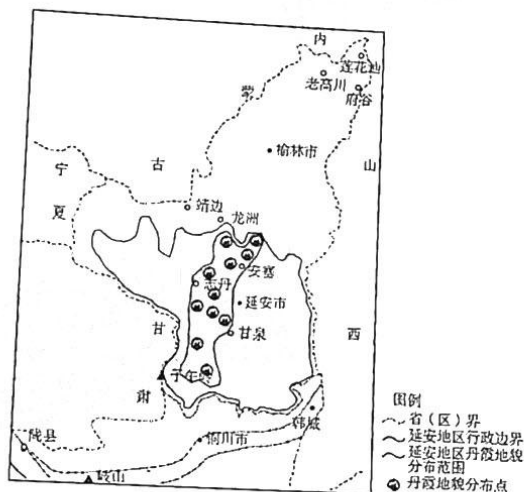 内
莲花辿
老高川
府谷
蒙
榆林市
山
宁
古
夏
靖边
龙洲
安塞
志丹
延安市
甘
甘泉
西
子午岭
肃
韩城
陇县
铜川市
岐山
图例
省（区）界
延安地区行政边界
延安地区丹霞地貌
分布范围
丹霞地貌分布点